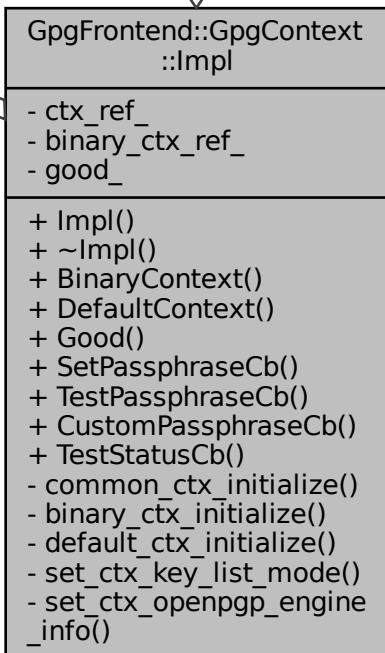 GpgFrontend::GpgContext
::Impl
- ctx_ref_
- binary_ctx_ref_
- good_
+ Impl()
+ ~Impl()
+ BinaryContext()
+ DefaultContext()
+ Good()
+ SetPassphraseCb()
+ TestPassphraseCb()
+ CustomPassphraseCb()
+ TestStatusCb()
- common_ctx_initialize()
- binary_ctx_initialize()
- default_ctx_initialize()
- set_ctx_key_list_mode()
- set_ctx_openpgp_engine
_info()